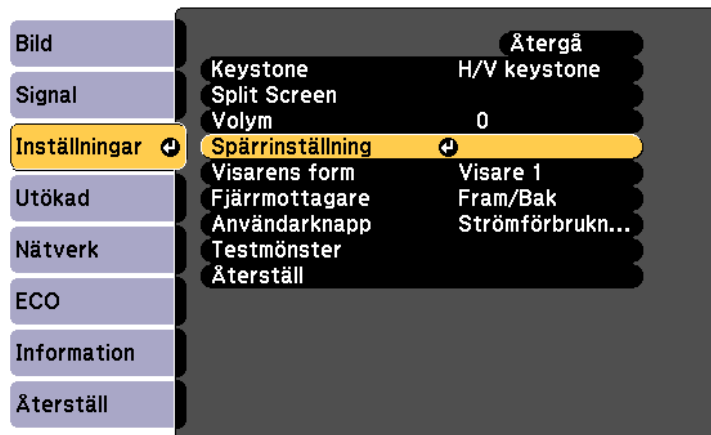 Bild
Signal
Inställningar
Utökad
Nätverk
ECO
Information
Återställ
Återgå
Keystone H/V keystone
Split Screen
Volym 0
Spärrinställning
Visarens form Visare 1
Fjärrmottagare Fram/Bak
Användarknapp Strömförbrukn...
Testmönster
Återställ